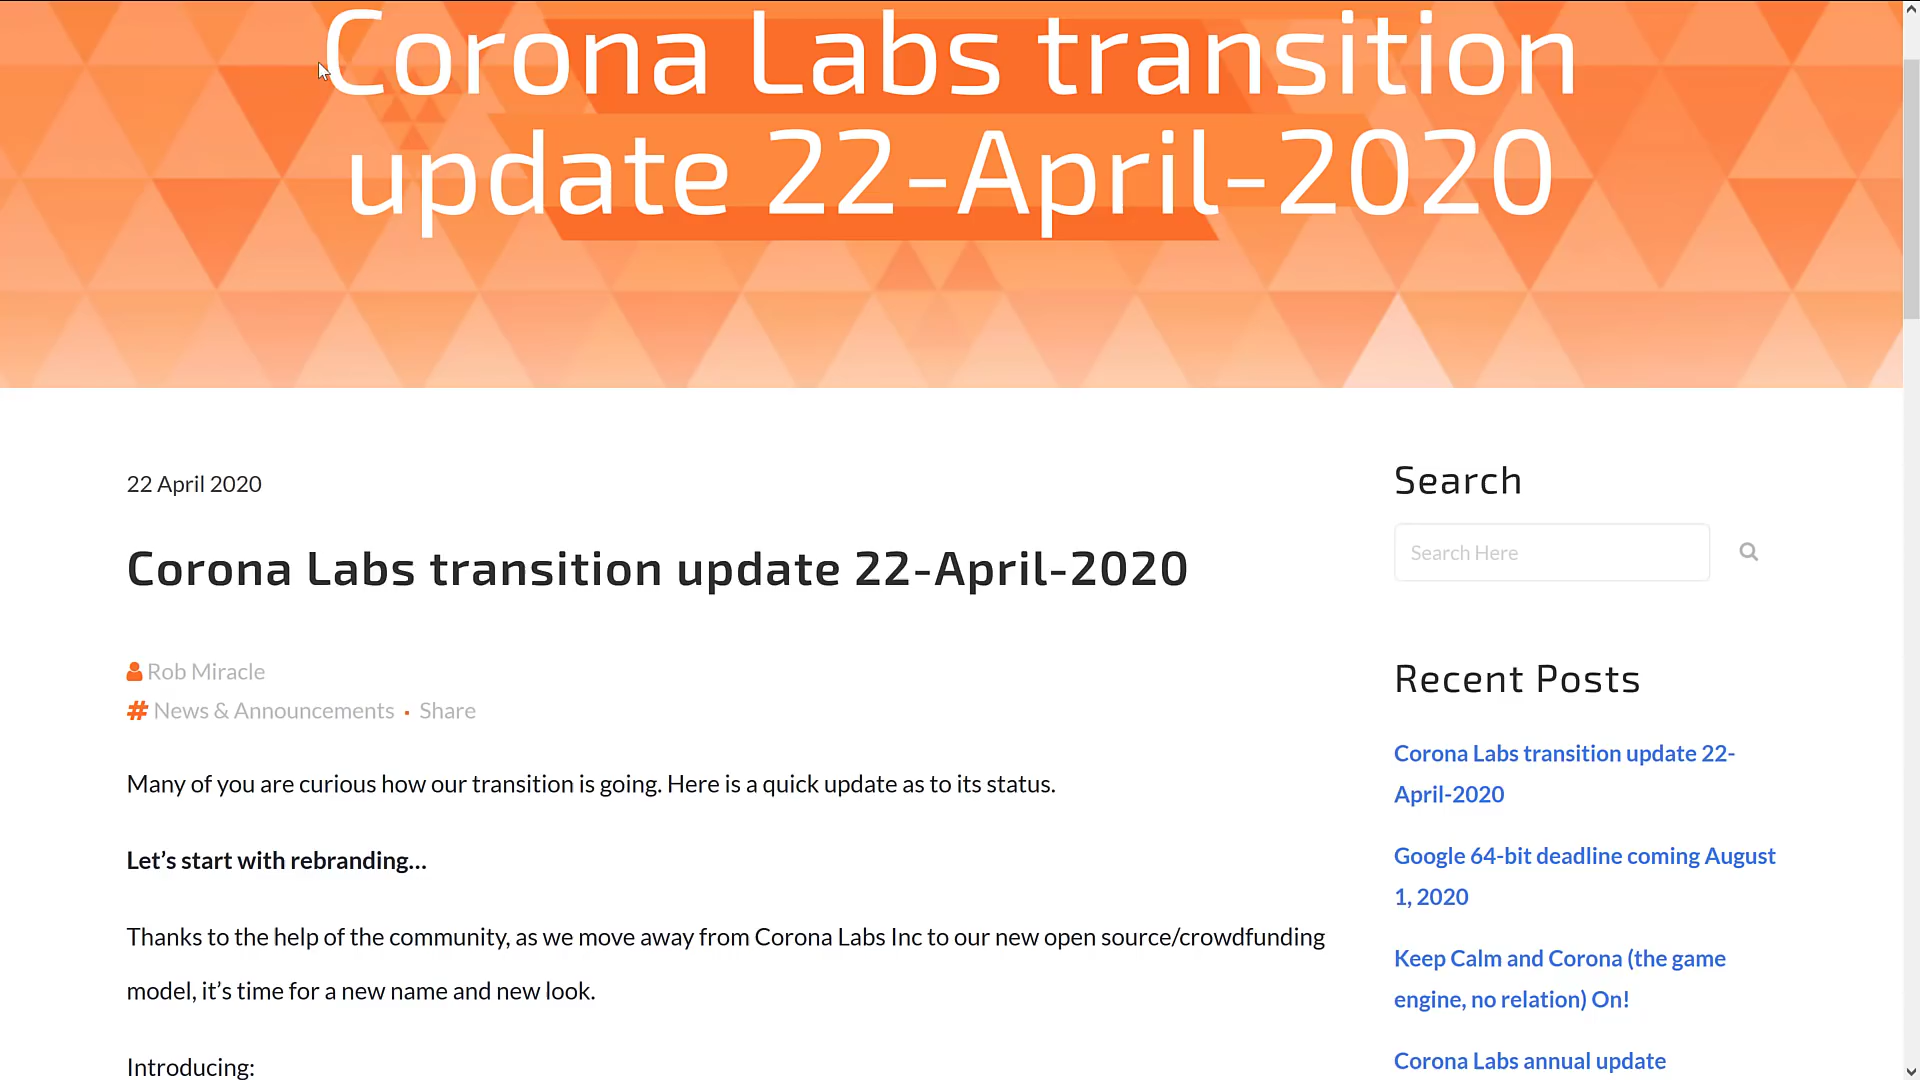 Corona Labs transition
update 22-April-2020
22 April 2020
Corona Labs transition update 22-April-2020
Rob Miracle
# News & Announcements • Share
Many of you are curious how our transition is going. Here is a quick update as to its status.
Let’s start with rebranding…
Thanks to the help of the community, as we move away from Corona Labs Inc to our new open source/crowdfunding
model, it’s time for a new name and new look.
Introducing:
Search
Search Here
Recent Posts
Corona Labs transition update 22-
April-2020
Google 64-bit deadline coming August
1, 2020
Keep Calm and Corona (the game
engine, no relation) On!
Corona Labs annual update